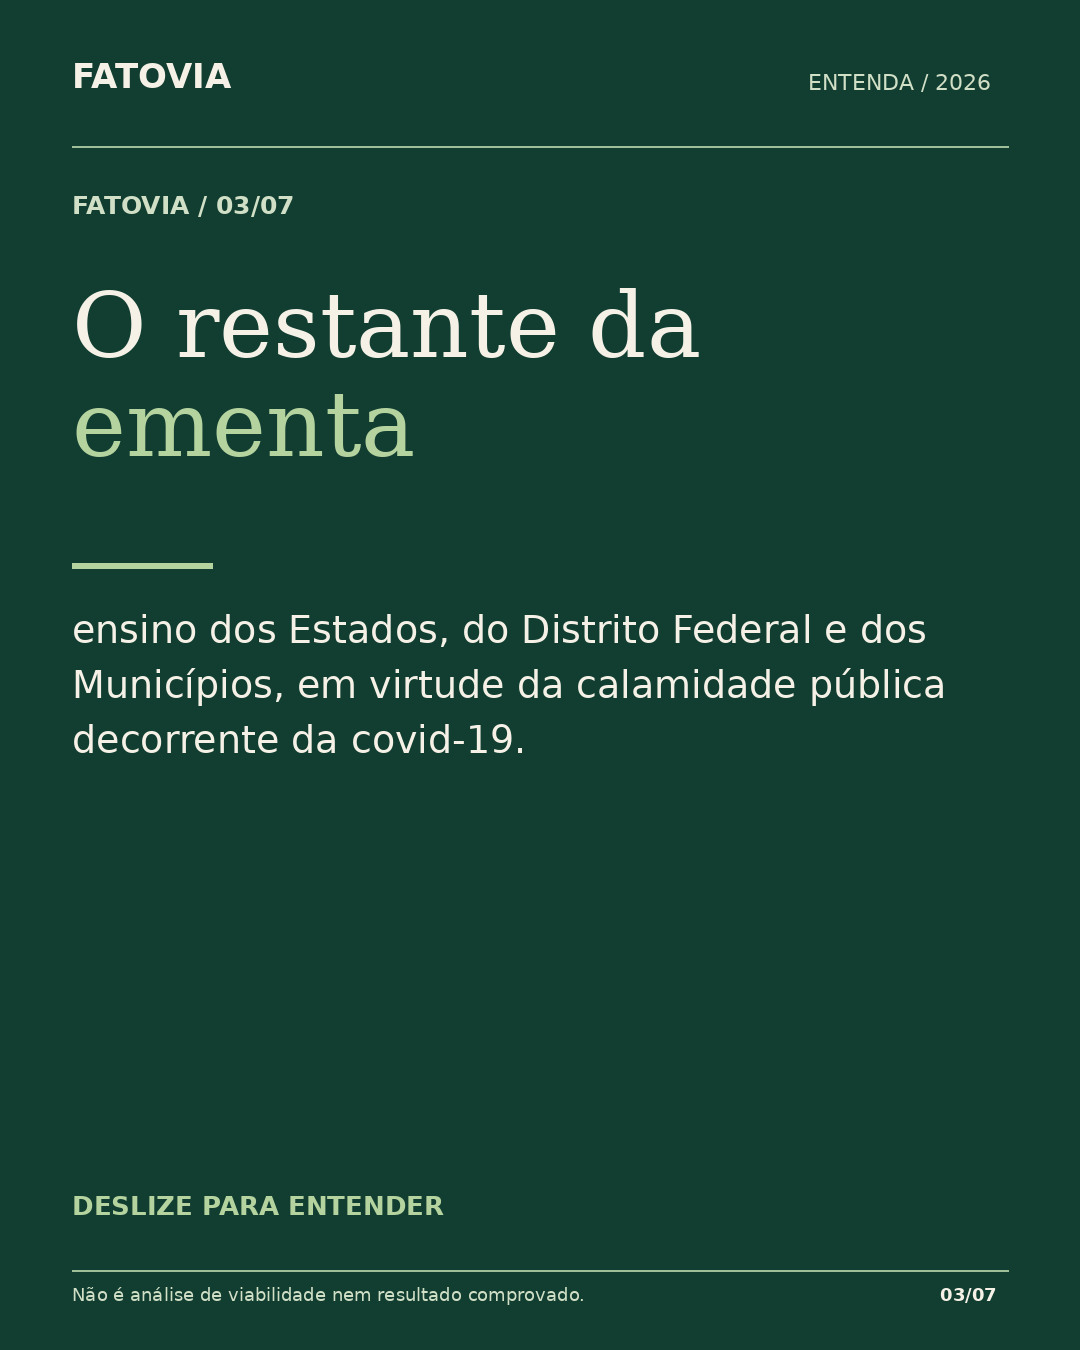 FATOVIA
ENTENDA / 2026
FATOVIA / 03/07
O restante da
ementa
ensino dos Estados, do Distrito Federal e dos
Municípios, em virtude da calamidade pública
decorrente da covid-19.
DESLIZE PARA ENTENDER
Não é análise de viabilidade nem resultado comprovado.
03/07